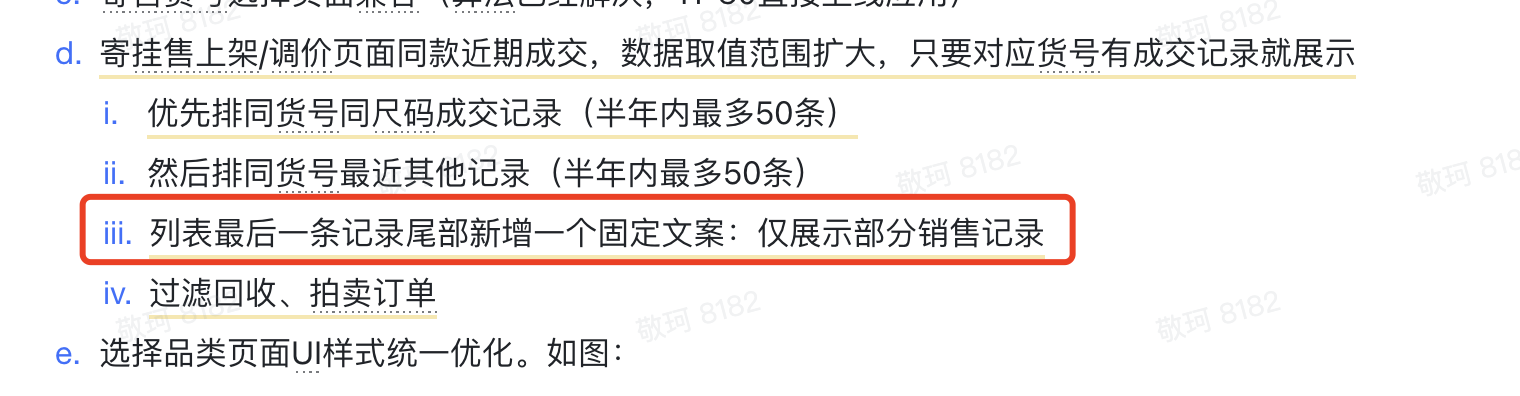 d. 寄挂售上架/调价页面同款近期成交，数据取值范围扩大，只要对应货号有成交记录就展示
i. 优先排同货号同尺码成交记录（半年内最多50条）
ii. 然后排同货号最近其他记录（半年内最多50条）
iii. 列表最后一条记录尾部新增一个固定文案：仅展示部分销售记录
iv. 过滤回收、拍卖订单
e. 选择品类页面UI样式统一优化。如图：
敬珂 8182
敬珂 8182
敬珂 8182
敬珂 8182
敬珂 8182
敬珂 8182